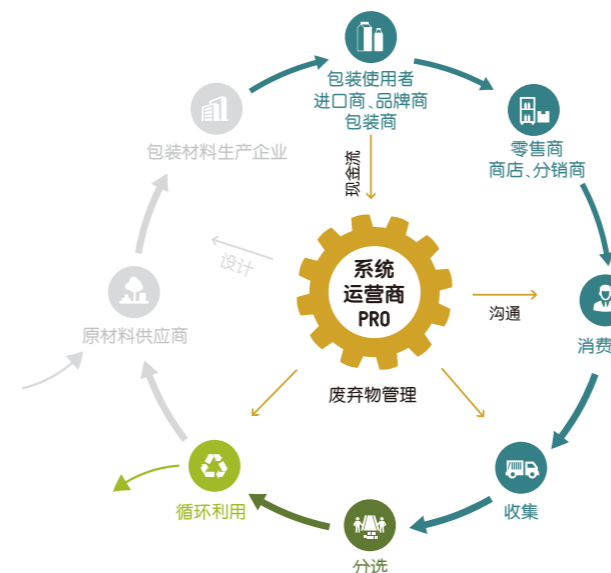 包装使用者
进口商、品牌商
包装商
零售商
商店、分销商
包装材料生产企业
现金流
设计
系统
运营商
PRO
沟通
原材料供应商
消费
废弃物管理
循环利用
收集
分选